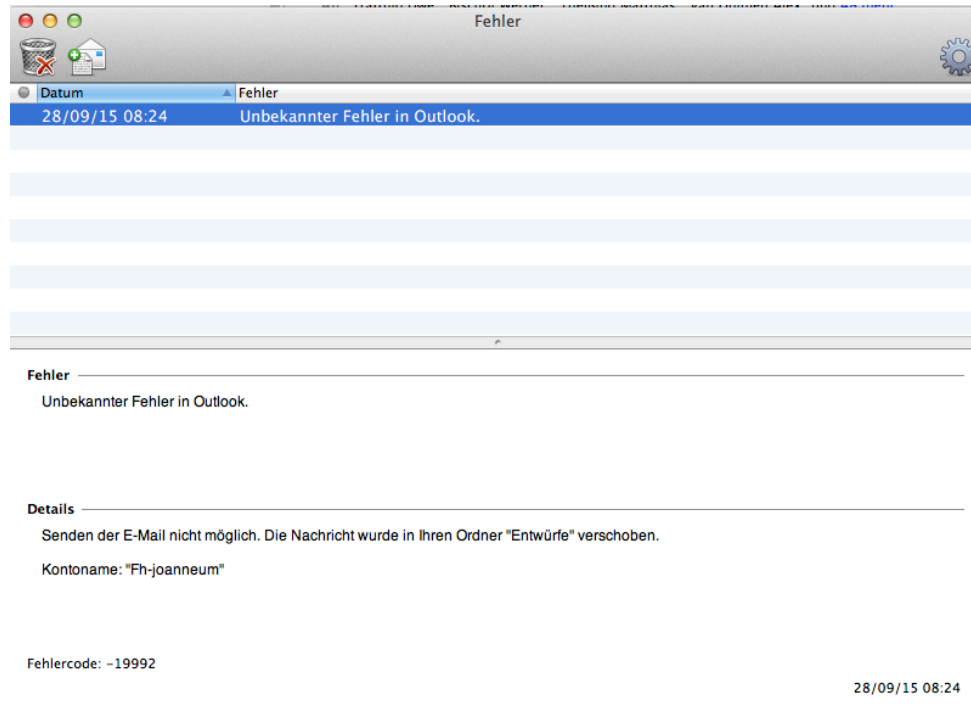 Fehler
Datum Fehler
28/09/15 08:24 Unbekannter Fehler in Outlook.
Fehler
Unbekannter Fehler in Outlook.
Details
Senden der E-Mail nicht möglich. Die Nachricht wurde in Ihren Ordner "Entwürfe" verschoben.
Kontoname: "Fh-joanneum"
Fehlercode: -19992
28/09/15 08:24